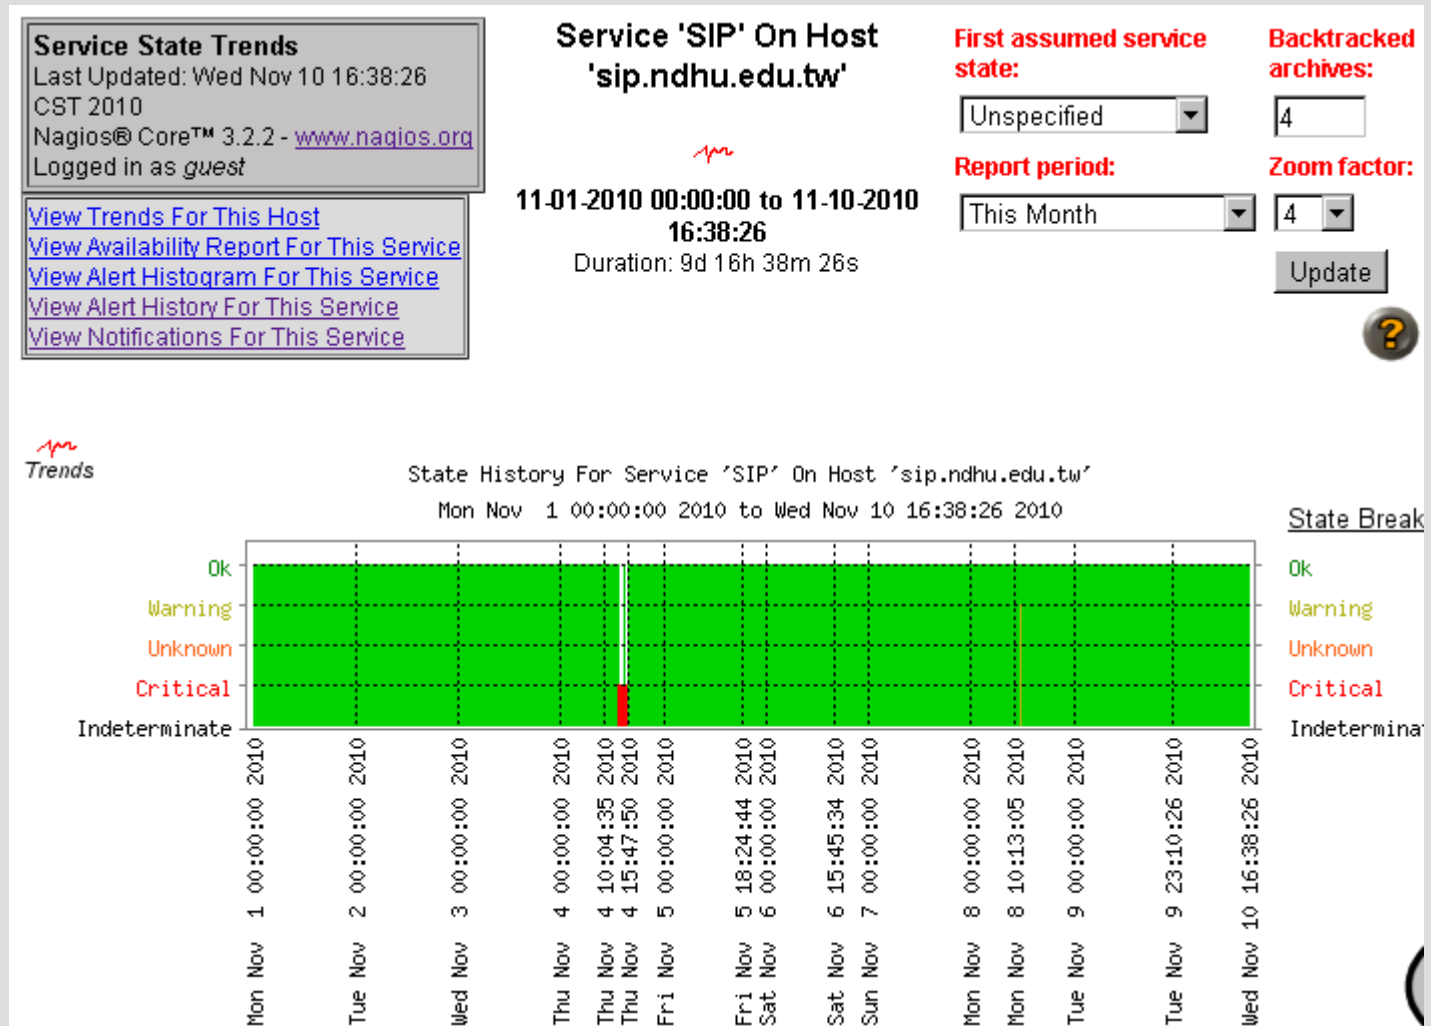 Service State Trends
Last Updated: Wed Nov 10 16:38:26
CST 2010
Nagios® Core™ 3.2.2 - www.nagios.org
Logged in as guest
View Trends For This Host
View Availability Report For This Service
View Alert Histogram For This Service
View Alert History For This Service
View Notifications For This Service
Service 'SIP' On Host
'sip.ndhu.edu.tw'
11-01-2010 00:00:00 to 11-10-2010
16:38:26
Duration: 9d 16h 38m 26s
First assumed service
state:
Unspecified
Report period:
This Month
Backtracked
archives:
4
Zoom factor:
4
Update
?
Trends
State History For Service 'SIP' On Host 'sip.ndhu.edu.tw'
Mon Nov  1 00:00:00 2010 to Wed Nov 10 16:38:26 2010
State Break
Ok
Warning
Unknown
Critical
Indeterminate
Ok
Warning
Unknown
Critical
Indetermina
Mon Nov  1 00:00:00 2010
Tue Nov  2 00:00:00 2010
Wed Nov  3 00:00:00 2010
Thu Nov  4 00:00:00 2010
Thu Nov  4 10:04:35 2010
Thu Nov  4 15:47:50 2010
Fri Nov  5 00:00:00 2010
Fri Nov  5 18:24:44 2010
Sat Nov  6 00:00:00 2010
Sat Nov  6 15:45:34 2010
Sun Nov  7 00:00:00 2010
Mon Nov  8 00:00:00 2010
Mon Nov  8 10:13:05 2010
Tue Nov  9 00:00:00 2010
Tue Nov  9 23:10:26 2010
Wed Nov 10 16:38:26 2010